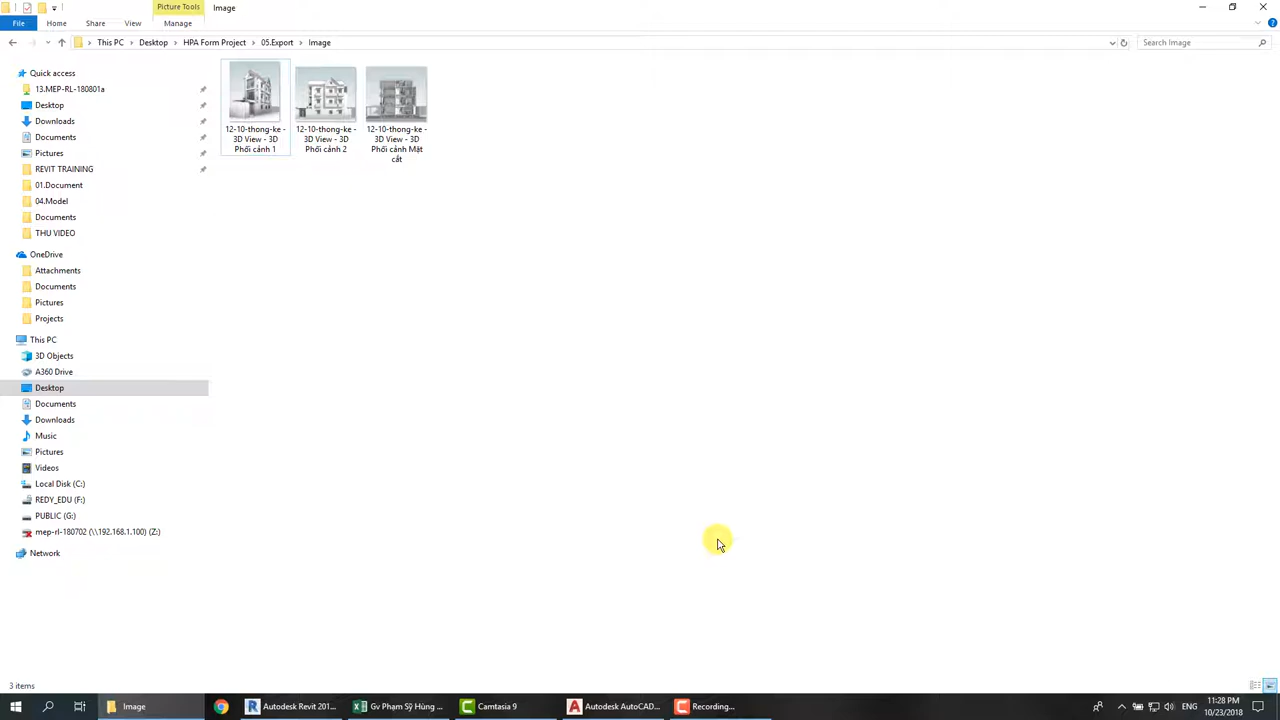 Picture Tools
Image
File
Home
Share
View
Manage
This PC
Desktop
HPA Form Project
05.Export
Image
Search Image
Quick access
13.MEP-RL-180801a
Desktop
Downloads
Documents
Pictures
REVIT TRAINING
01.Document
04.Model
Documents
THU VIDEO
OneDrive
Attachments
Documents
Pictures
Projects
This PC
3D Objects
A360 Drive
Desktop
Documents
Downloads
Music
Pictures
Videos
Local Disk (C:)
REDY_EDU (F:)
PUBLIC (G:)
mep-rl-180702 (\\192.168.1.100) (Z:)
Network
12-10-thong-ke -
3D View - 3D
Phối cảnh 1
12-10-thong-ke -
3D View - 3D
Phối cảnh 2
12-10-thong-ke -
3D View - 3D
Phối cảnh Mặt
cắt
3 items
Image
Autodesk Revit 201...
Gv Phạm Sỹ Hùng ...
Camtasia 9
Autodesk AutoCAD...
Recording...
ENG
11:28 PM
10/23/2018